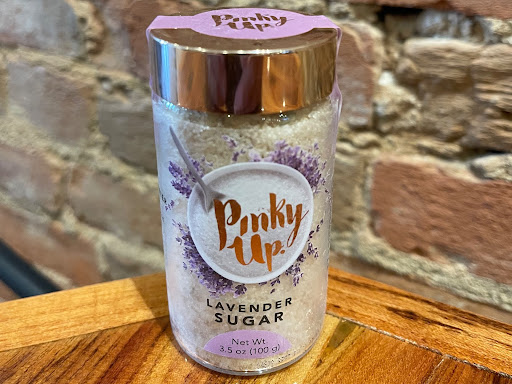 Pinky
Up.
Pinky
Up.
LAVENDER
SUGAR
Net Wt
3.5 oz (100 g)